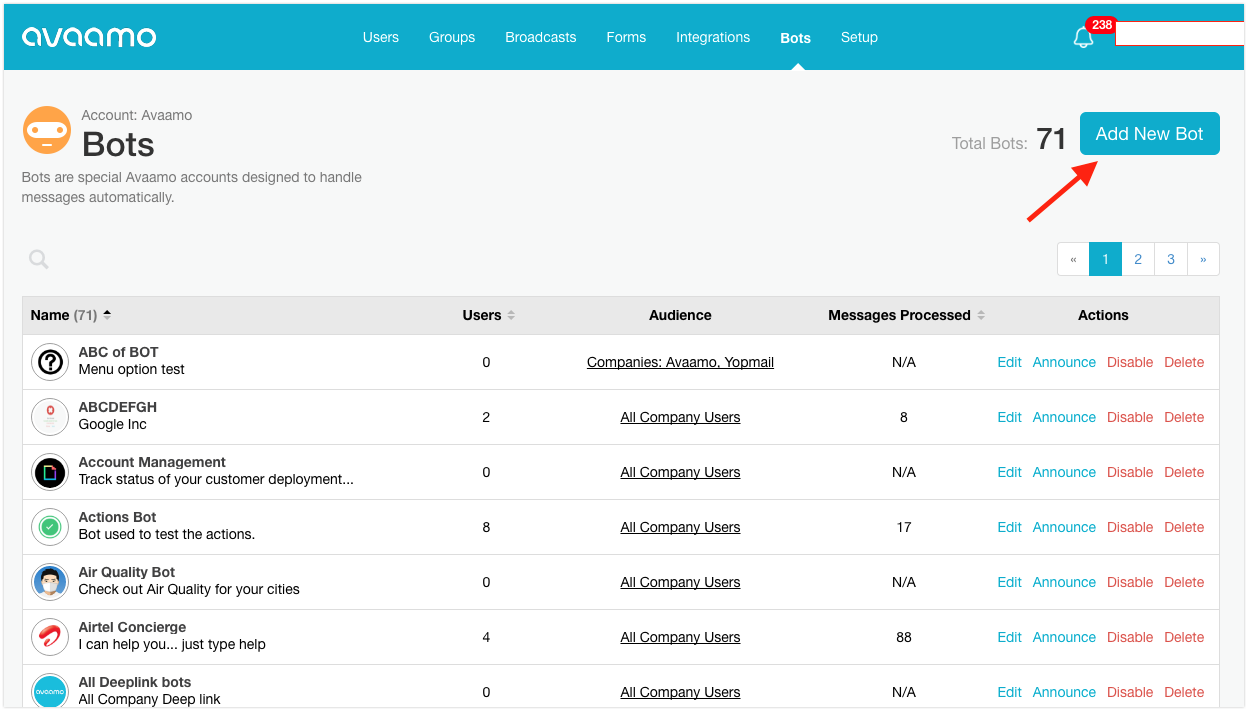 avaamo
Users Groups Broadcasts Forms Integrations Bots Setup
238
Account: Avaamo
Bots
Total Bots: 71 Add New Bot
Bots are special Avaamo accounts designed to handle
messages automatically.
« 1 2 3 »
Name (71) Users Audience Messages Processed Actions
ABC of BOT
Menu option test
0 Companies: Avaamo, Yopmail N/A Edit Announce Disable Delete
ABCDEFGH
Google Inc
2 All Company Users 8 Edit Announce Disable Delete
Account Management
Track status of your customer deployment...
0 All Company Users N/A Edit Announce Disable Delete
Actions Bot
Bot used to test the actions.
8 All Company Users 17 Edit Announce Disable Delete
Air Quality Bot
Check out Air Quality for your cities
0 All Company Users N/A Edit Announce Disable Delete
Airtel Concierge
I can help you... just type help
4 All Company Users 88 Edit Announce Disable Delete
avaamo
All Deeplink bots
All Company Deep link
0 All Company Users N/A Edit Announce Disable Delete